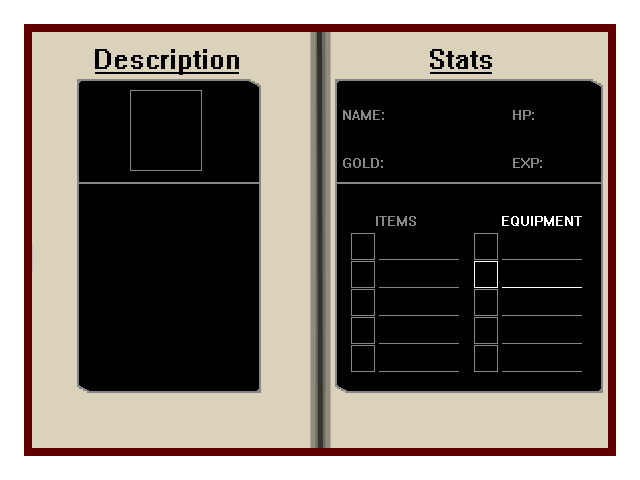 Description
Stats
NAME:
HP:
GOLD:
EXP:
ITEMS
EQUIPMENT